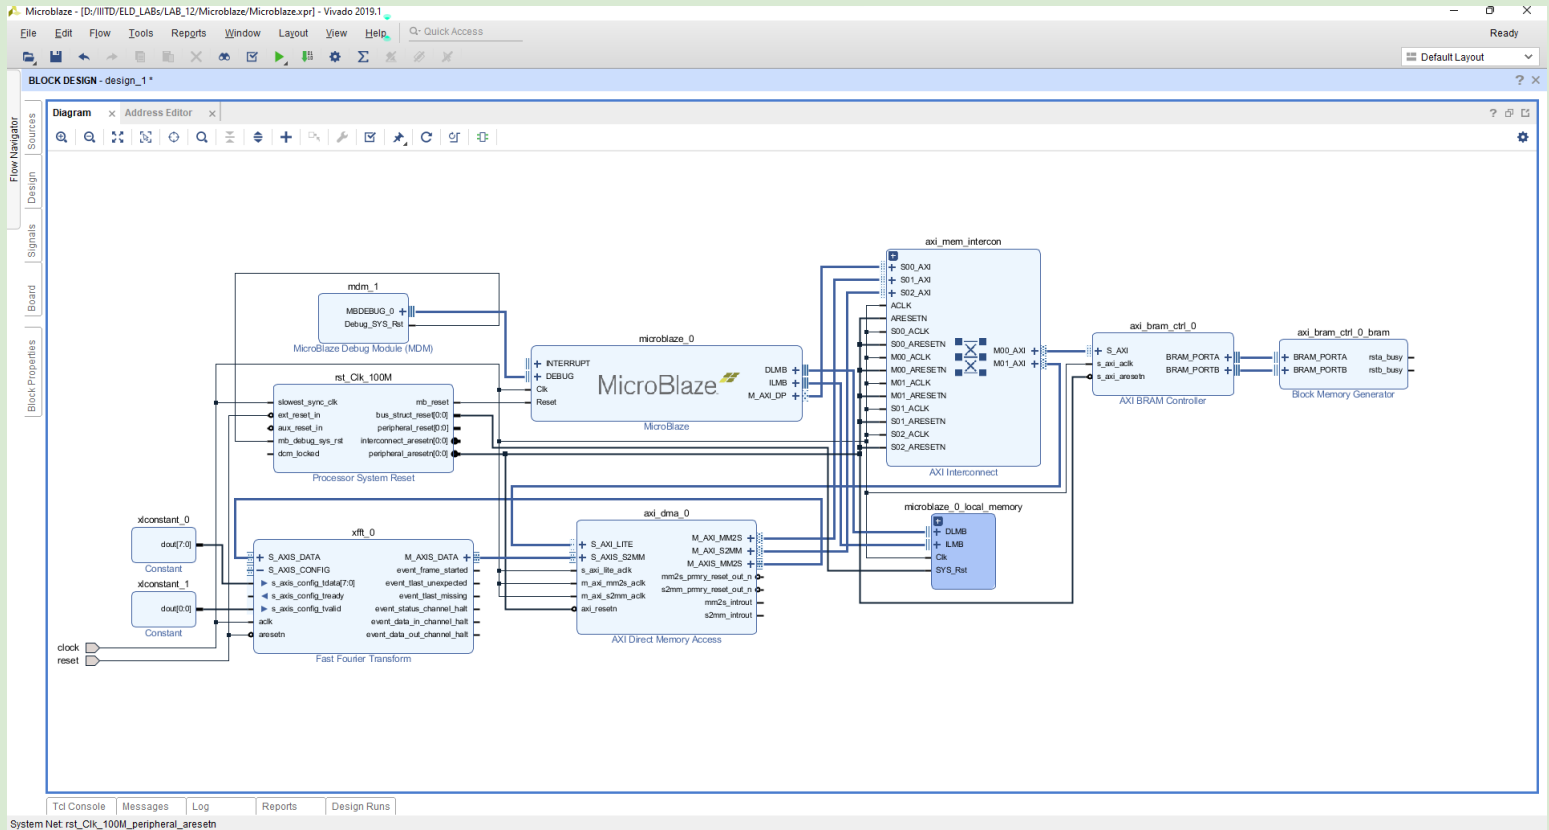 Microblaze - [D:/IIITD/ELD_LABs/LAB_12/Microblaze/Microblaze.xpr] - Vivado 2019.1
File Edit Flow Tools Reports Window Layout View Help Quick Access
Ready
Default Layout
BLOCK DESIGN - design_1 *
Flow Navigator
Sources
Design
Signals
Board
Block Properties
Diagram
Address Editor
mdm_1
MBDEBUG_0
Debug_SYS_Rst
MicroBlaze Debug Module (MDM)
rst_Clk_100M
slowest_sync_clk
ext_reset_in
aux_reset_in
mb_debug_sys_rst
dcm_locked
mb_reset
bus_struct_reset[0:0]
peripheral_reset[0:0]
interconnect_aresetn[0:0]
peripheral_aresetn[0:0]
Processor System Reset
microblaze_0
INTERRUPT
DEBUG
Clk
Reset
MicroBlaze
DLMB
ILMB
M_AXI_DP
MicroBlaze
axi_mem_intercon
S00_AXI
S01_AXI
S02_AXI
ACLK
ARESETN
S00_ACLK
S00_ARESETN
M00_ACLK
M00_ARESETN
M01_ACLK
M01_ARESETN
S01_ACLK
S01_ARESETN
S02_ACLK
S02_ARESETN
M00_AXI
M01_AXI
AXI Interconnect
axi_bram_ctrl_0
S_AXI
s_axi_aclk
s_axi_aresetn
BRAM_PORTA
BRAM_PORTB
AXI BRAM Controller
axi_bram_ctrl_0_bram
BRAM_PORTA
BRAM_PORTB
rsta_busy
rstb_busy
Block Memory Generator
microblaze_0_local_memory
DLMB
ILMB
Clk
SYS_Rst
xlconstant_0
dout[7:0]
Constant
xlconstant_1
dout[0:0]
Constant
clock
reset
xfft_0
S_AXIS_DATA
S_AXIS_CONFIG
s_axis_config_tdata[7:0]
s_axis_config_tready
s_axis_config_tvalid
aclk
aresetn
M_AXIS_DATA
event_frame_started
event_tlast_unexpected
event_tlast_missing
event_status_channel_halt
event_data_in_channel_halt
event_data_out_channel_halt
Fast Fourier Transform
axi_dma_0
S_AXI_LITE
S_AXIS_S2MM
s_axi_lite_aclk
m_axi_mm2s_aclk
m_axi_s2mm_aclk
axi_resetn
M_AXI_MM2S
M_AXI_S2MM
M_AXIS_MM2S
mm2s_prmry_reset_out_n
s2mm_prmry_reset_out_n
mm2s_introut
s2mm_introut
AXI Direct Memory Access
Tcl Console
Messages
Log
Reports
Design Runs
System Net: rst_Clk_100M_peripheral_aresetn